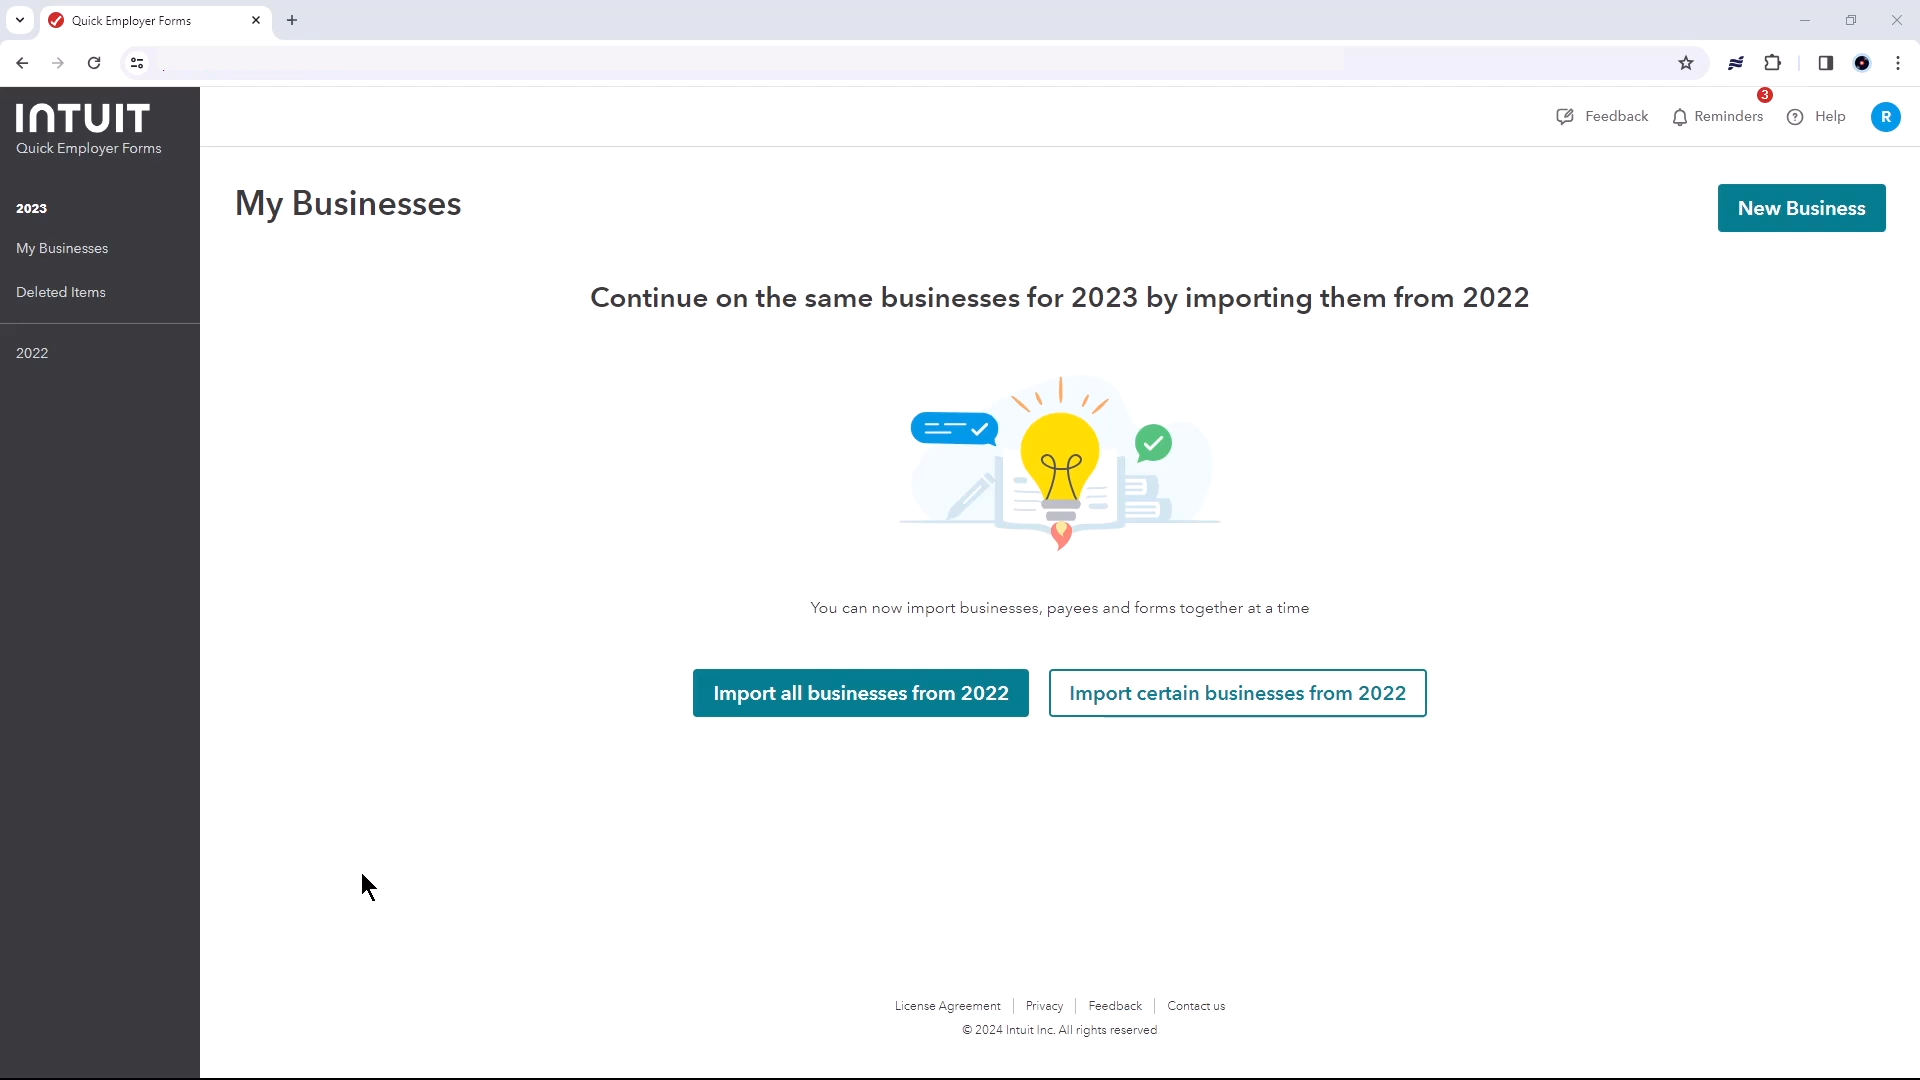 Quick Employer Forms
INTUIT
Quick Employer Forms
Feedback
3
Reminders
Help
R
2023
My Businesses
Deleted Items
2022
My Businesses
New Business
Continue on the same businesses for 2023 by importing them from 2022
You can now import businesses, payees and forms together at a time
Import all businesses from 2022
Import certain businesses from 2022
License Agreement
Privacy
Feedback
Contact us
© 2024 Intuit Inc. All rights reserved